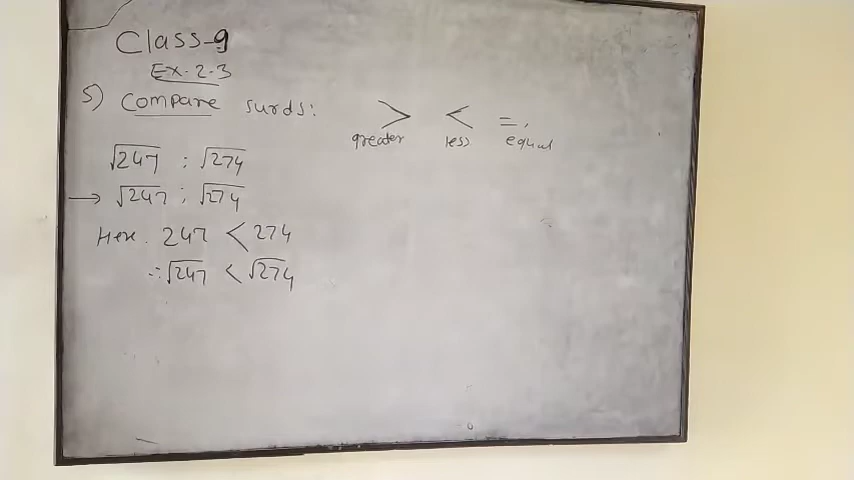 Class-9
Ex-2.3
5) Compare surds:
> < =,
greater less equal
√247 ; √274
→ √247 ; √274
Here. 247 < 274
∴ √247 < √274